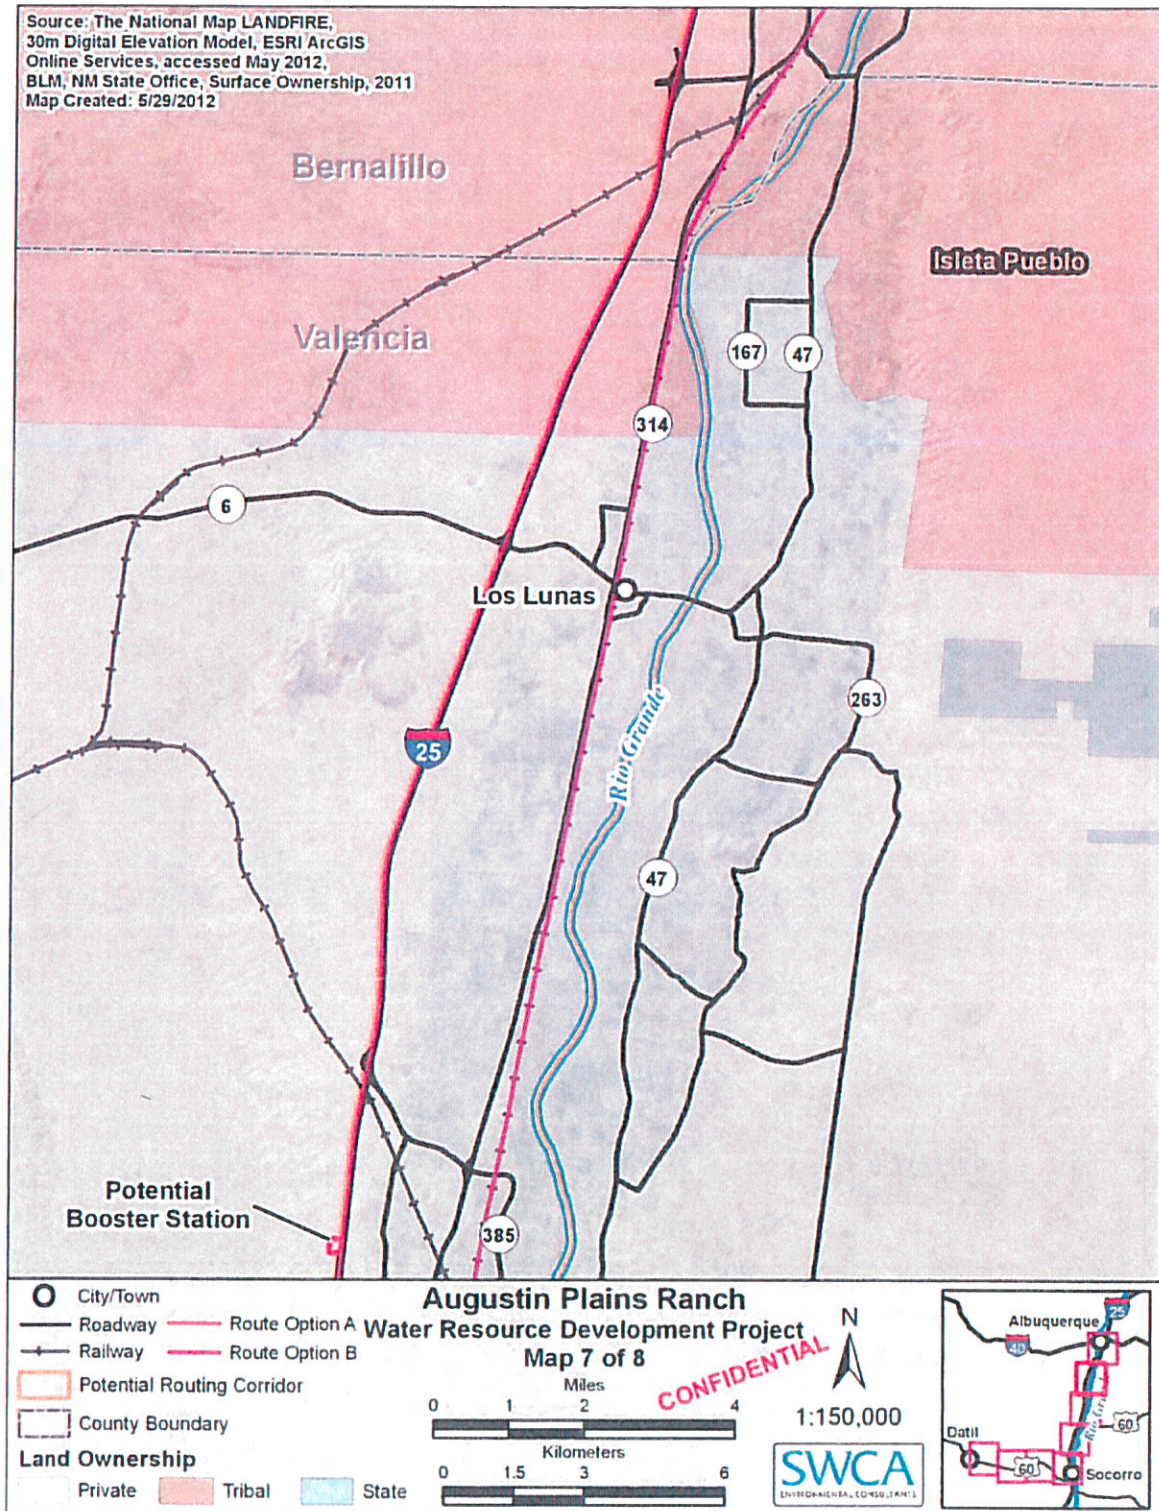 Source: The National Map LANDFIRE,
30m Digital Elevation Model, ESRI ArcGIS
Online Services, accessed May 2012,
BLM, NM State Office, Surface Ownership, 2011
Map Created: 5/29/2012
Bernalillo
Isleta Pueblo
Valencia
167
47
314
6
Los Lunas
263
25
Rio Grande
47
Potential
Booster Station
385
City/Town
Roadway
Route Option A
Railway
Route Option B
Potential Routing Corridor
County Boundary
Land Ownership
Private
Tribal
State
Augustin Plains Ranch
Water Resource Development Project
Map 7 of 8
CONFIDENTIAL
Miles
0 1 2 4
Kilometers
0 1.5 3 6
N
1:150,000
SWCA
ENVIRONMENTAL CONSULTANTS
25
Albuquerque
40
Rio Gra
60
Datil
60
Socorro